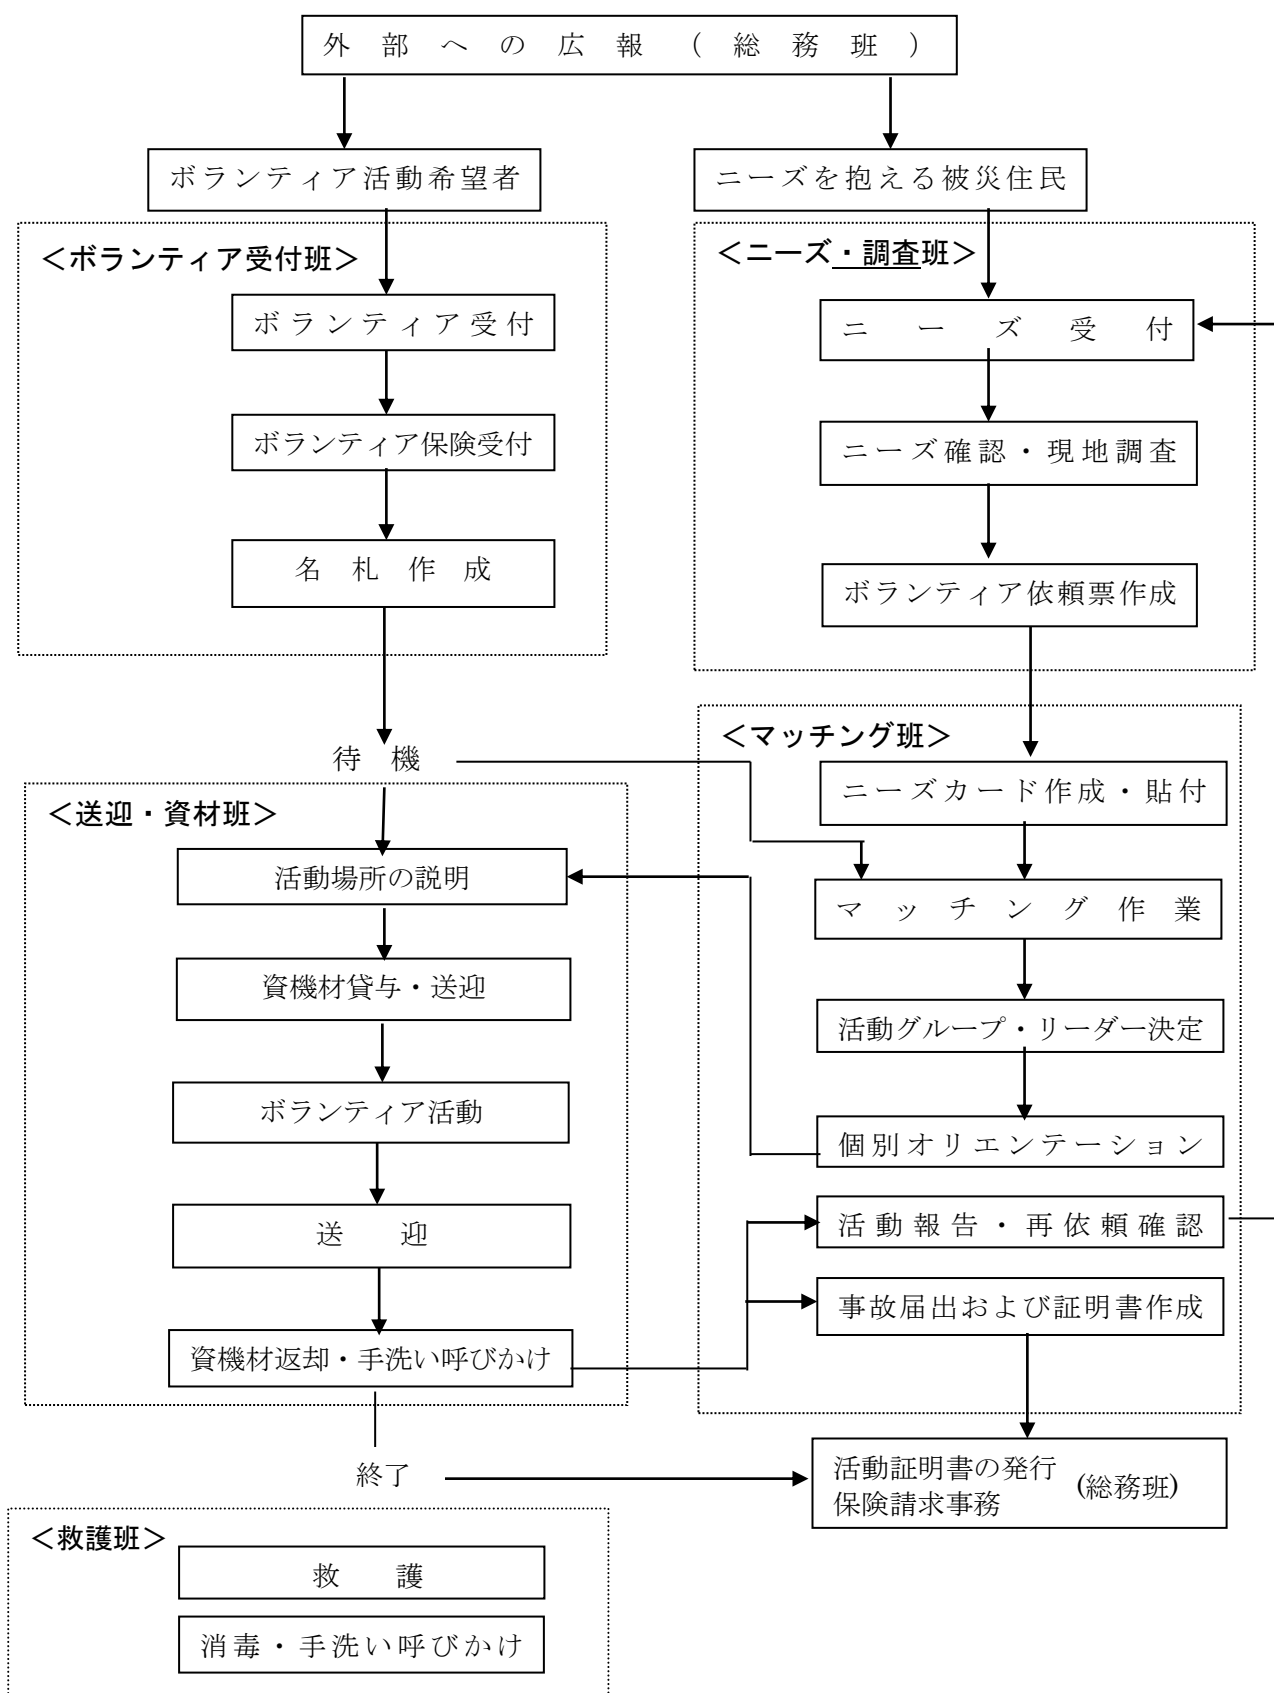 外部への広報（総務班）
ボランティア活動希望者
ニーズを抱える被災住民
＜ボランティア受付班＞
ボランティア受付
ボランティア保険受付
名札作成
＜ニーズ・調査班＞
ニーズ受付
ニーズ確認・現地調査
ボランティア依頼票作成
待機
＜マッチング班＞
ニーズカード作成・貼付
マッチング作業
活動グループ・リーダー決定
個別オリエンテーション
活動報告・再依頼確認
事故届出および証明書作成
＜送迎・資材班＞
活動場所の説明
資機材貸与・送迎
ボランティア活動
送迎
資機材返却・手洗い呼びかけ
終了
活動証明書の発行
保険請求事務
(総務班)
＜救護班＞
救護
消毒・手洗い呼びかけ